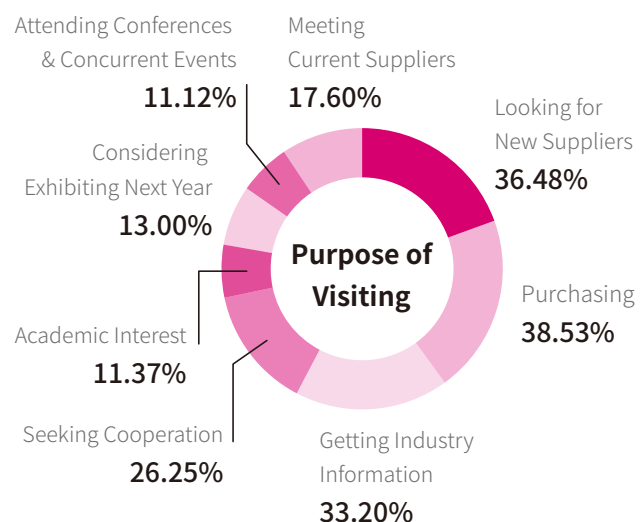 Attending Conferences
& Concurrent Events
11.12%
Meeting
Current Suppliers
17.60%
Looking for
New Suppliers
36.48%
Considering
Exhibiting Next Year
13.00%
Purpose of
Visiting
Purchasing
38.53%
Academic Interest
11.37%
Seeking Cooperation
26.25%
Getting Industry
Information
33.20%